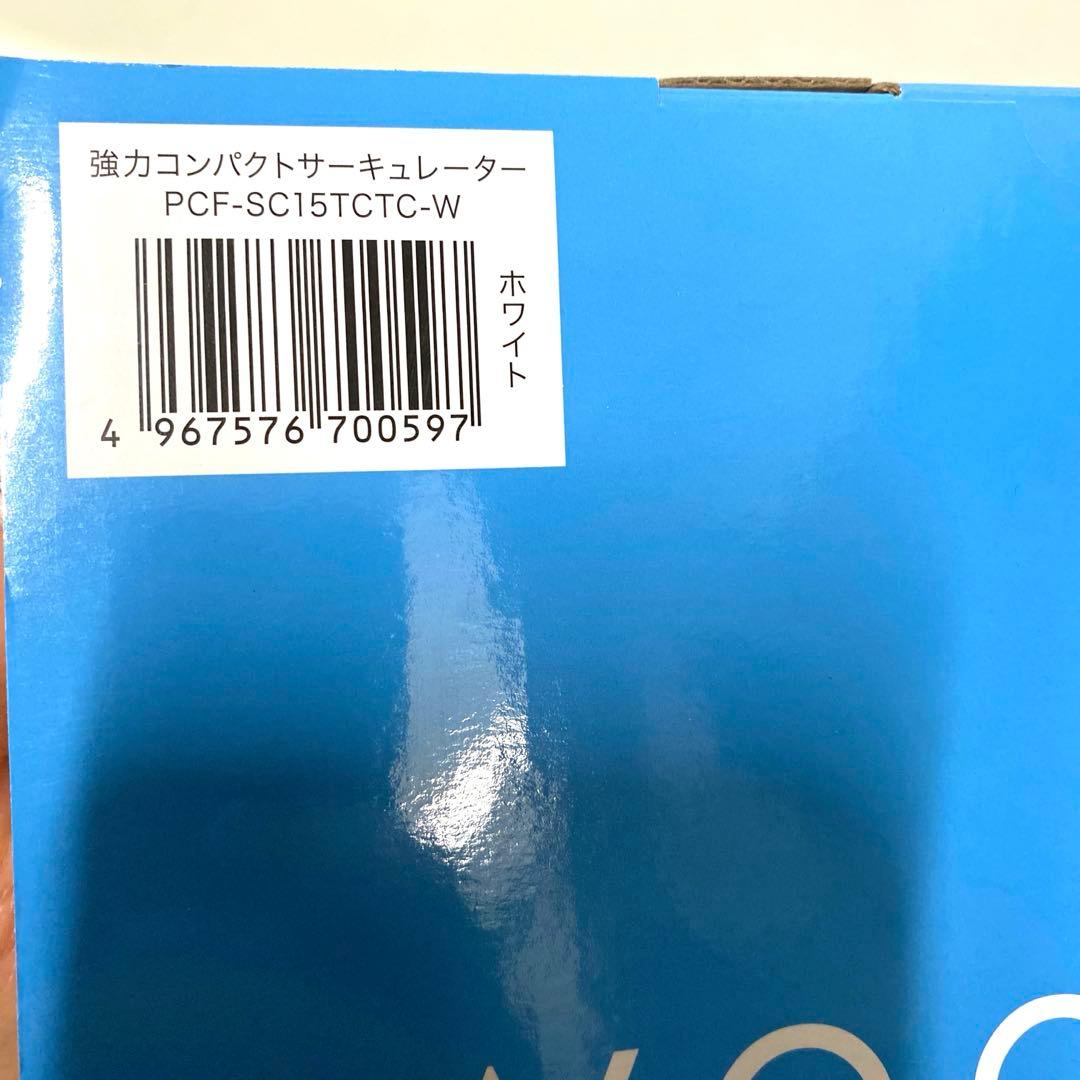 強力コンパクトサーキュレーター
PCF-SC15TCTC-W
ホワイト
4 967576 700597